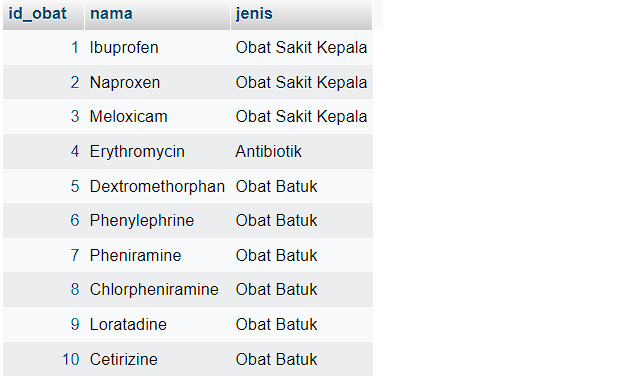 id_obat nama jenis
1 Ibuprofen Obat Sakit Kepala
2 Naproxen Obat Sakit Kepala
3 Meloxicam Obat Sakit Kepala
4 Erythromycin Antibiotik
5 Dextromethorphan Obat Batuk
6 Phenylephrine Obat Batuk
7 Pheniramine Obat Batuk
8 Chlorpheniramine Obat Batuk
9 Loratadine Obat Batuk
10 Cetirizine Obat Batuk